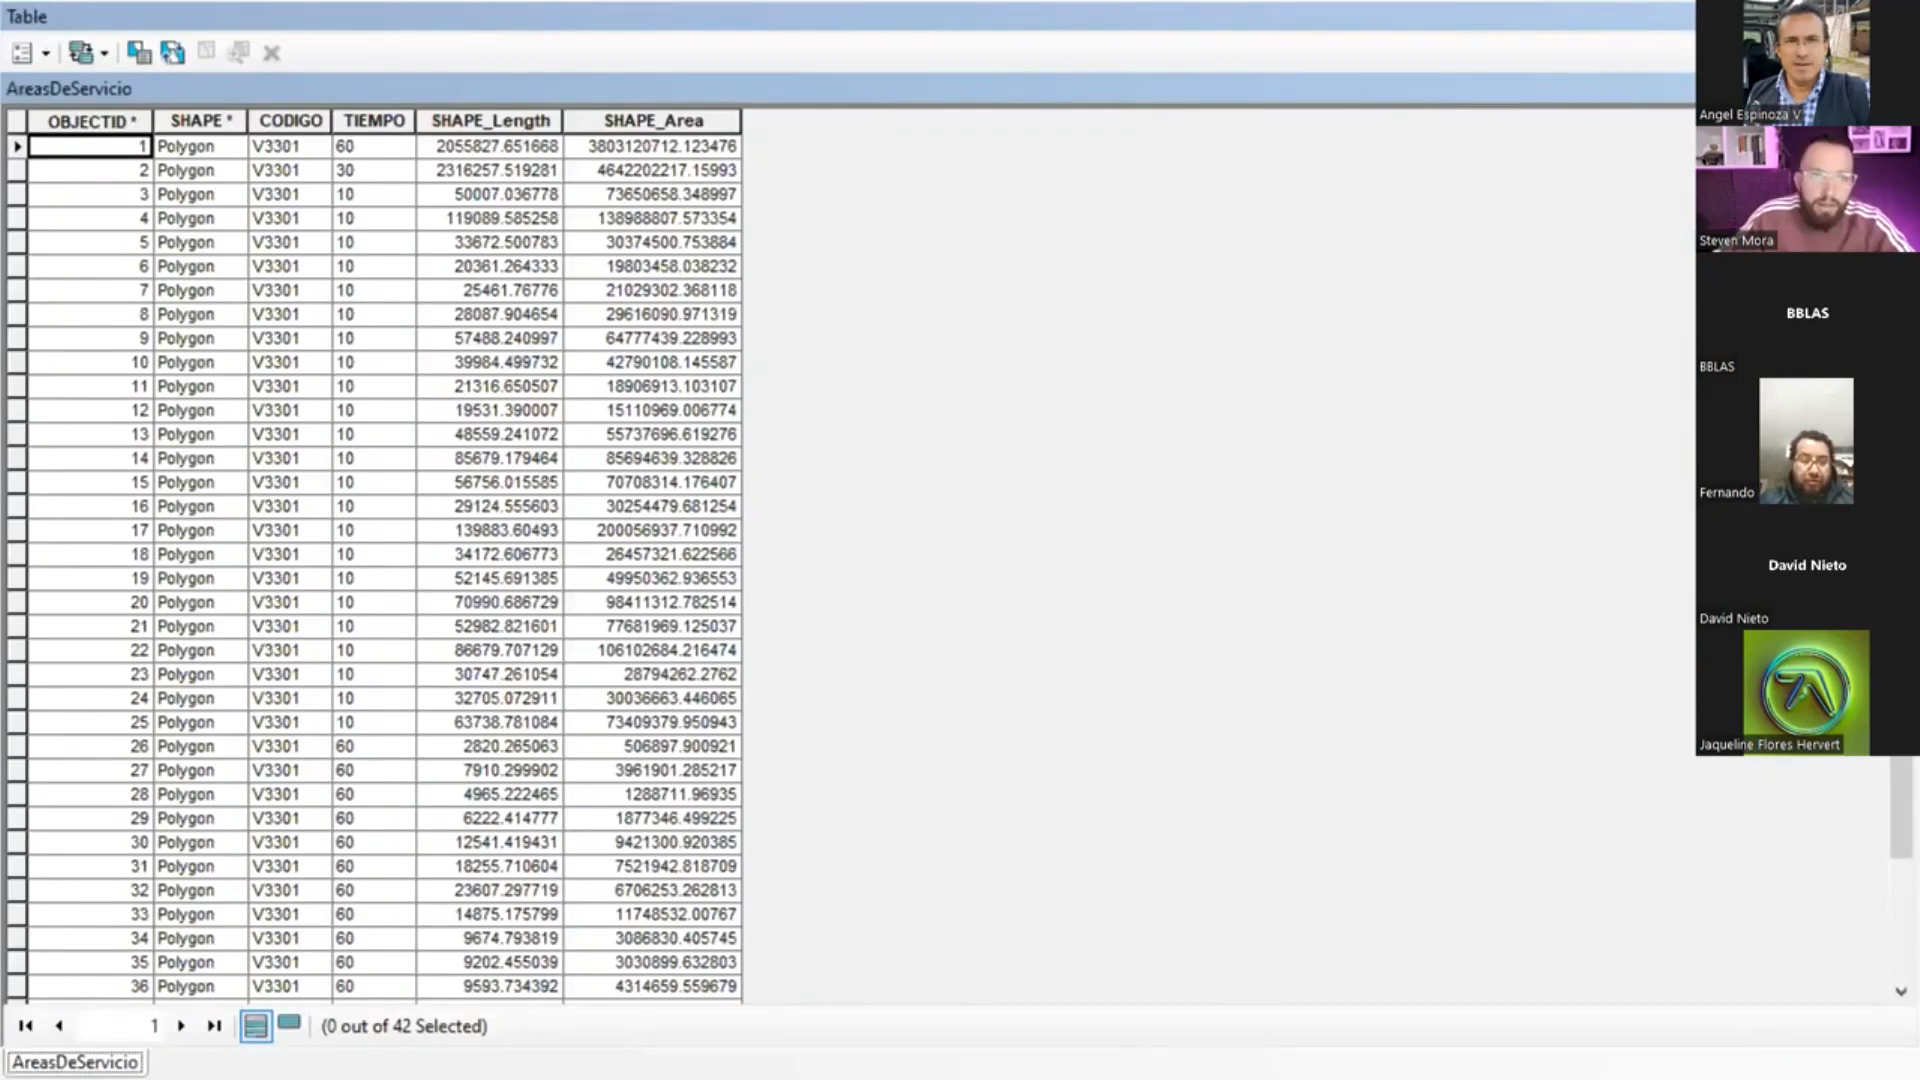 Table
AreasDeServicio
OBJECTID * SHAPE * CODIGO TIEMPO SHAPE_Length SHAPE_Area
1 Polygon V3301 60 2055827.651668 3803120712.123476
2 Polygon V3301 30 2316257.519281 4642202217.15993
3 Polygon V3301 10 50007.036778 73650658.348997
4 Polygon V3301 10 119089.585258 138988807.573354
5 Polygon V3301 10 33672.500783 30374500.753884
6 Polygon V3301 10 20361.264333 19803458.038232
7 Polygon V3301 10 25461.76776 21029302.368118
8 Polygon V3301 10 28087.904654 29616090.971319
9 Polygon V3301 10 57488.240997 64777439.228993
10 Polygon V3301 10 39984.499732 42790108.145587
11 Polygon V3301 10 21316.650507 18906913.103107
12 Polygon V3301 10 19531.390007 15110969.006774
13 Polygon V3301 10 48559.241072 55737696.619276
14 Polygon V3301 10 85679.179464 85694639.328826
15 Polygon V3301 10 56756.015585 70708314.176407
16 Polygon V3301 10 29124.555603 30254479.681254
17 Polygon V3301 10 139883.60493 200056937.710992
18 Polygon V3301 10 34172.606773 26457321.622566
19 Polygon V3301 10 52145.691385 49950362.936553
20 Polygon V3301 10 70990.686729 98411312.782514
21 Polygon V3301 10 52982.821601 77681969.125037
22 Polygon V3301 10 86679.707129 106102684.216474
23 Polygon V3301 10 30747.261054 28794262.2762
24 Polygon V3301 10 32705.072911 30036663.446065
25 Polygon V3301 10 63738.781084 73409379.950943
26 Polygon V3301 60 2820.265063 506897.900921
27 Polygon V3301 60 7910.299902 3961901.285217
28 Polygon V3301 60 4965.222465 1288711.96935
29 Polygon V3301 60 6222.414777 1877346.499225
30 Polygon V3301 60 12541.419431 9421300.920385
31 Polygon V3301 60 18255.710604 7521942.818709
32 Polygon V3301 60 23607.297719 6706253.262813
33 Polygon V3301 60 14875.175799 11748532.00767
34 Polygon V3301 60 9674.793819 3086830.405745
35 Polygon V3301 60 9202.455039 3030899.632803
36 Polygon V3301 60 9593.734392 4314659.559679
1 (0 out of 42 Selected)
AreasDeServicio
Angel Espinoza V
Steven Mora
BBLAS
BBLAS
Fernando
David Nieto
David Nieto
Jaqueline Flores Hervert